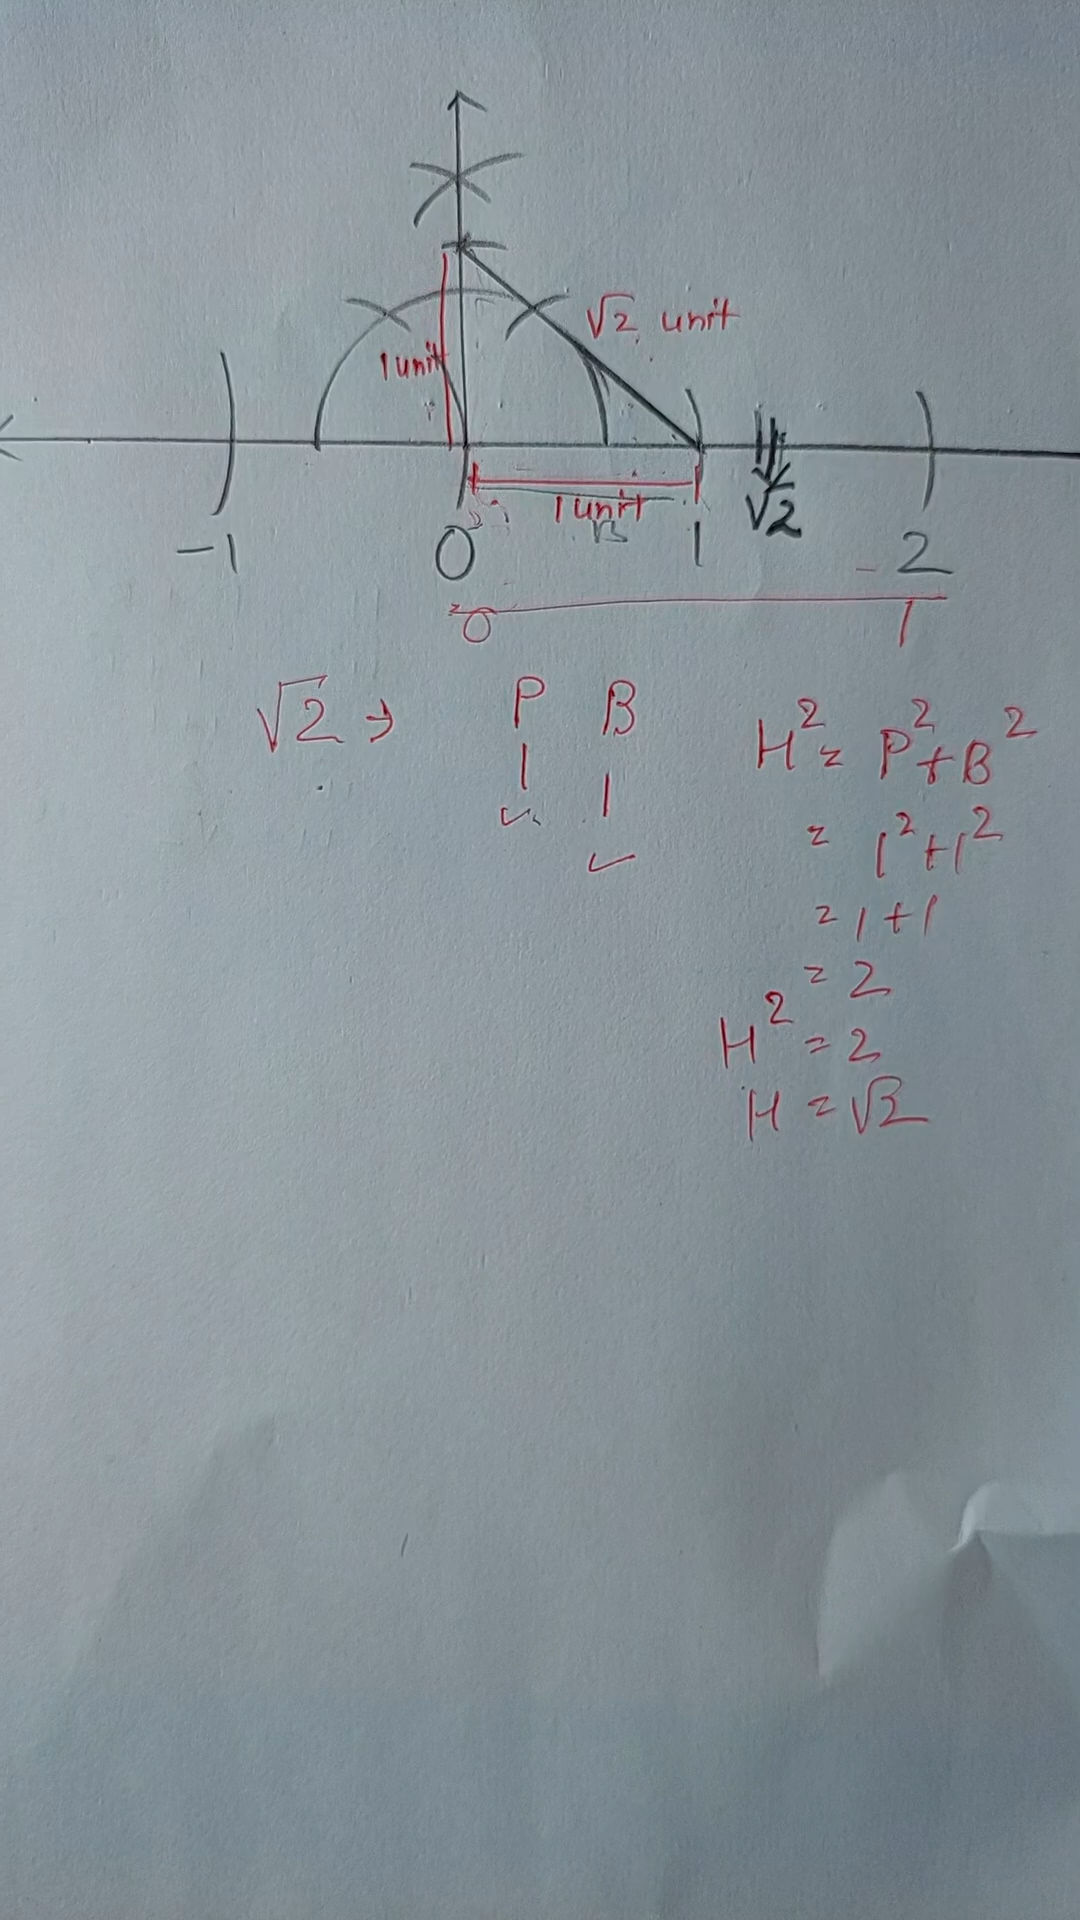 √2 unit
1 unit
1 unit
√2
-1 0 1 2
0 1
√2 → P B
1 1
H² = P² + B²
= 1² + 1²
= 1 + 1
= 2
H² = 2
H = √2